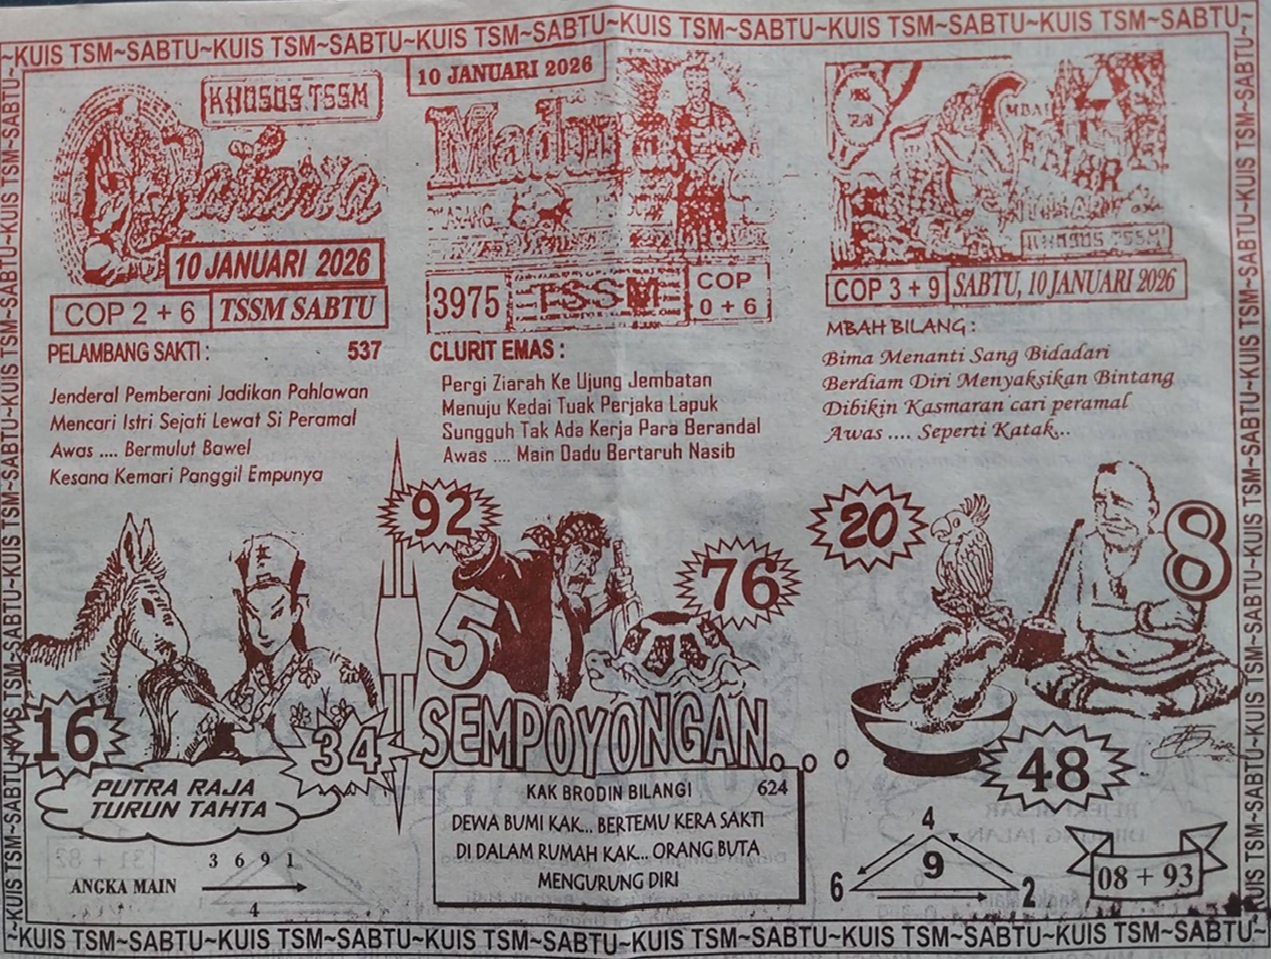 ~KUIS TSM~SABTU~KUIS TSM~SABTU~KUIS TSM~SABTU~KUIS TSM~SABTU~KUIS TSM~SABTU~KUIS TSM~SABTU~
KHUSUS TSSM
10 JANUARI 2026
COP 2 + 6
TSSM SABTU
PELAMBANG SAKTI :
537
Jenderal Pemberani Jadikan Pahlawan
Mencari Istri Sejati Lewat Si Peramal
Awas .... Bermulut Bawel
Kesana Kemari Panggil Empunya
16
34
PUTRA RAJA
TURUN TAHTA
3 6 9 1
ANGKA MAIN
4
10 JANUARI 2026
Madura
3975
TSSM
COP
0 + 6
CLURIT EMAS :
Pergi Ziarah Ke Ujung Jembatan
Menuju Kedai Tuak Perjaka Lapuk
Sungguh Tak Ada Kerja Para Berandal
Awas .... Main Dadu Bertaruh Nasib
92
76
5
SEMPOYONGAN...
KAK BRODIN BILANGI
624
DEWA BUMI KAK... BERTEMU KERA SAKTI
DI DALAM RUMAH KAK... ORANG BUTA
MENGURUNG DIRI
KHUSUS TSSM
COP 3 + 9
SABTU, 10 JANUARI 2026
MBAH BILANG :
Bima Menanti Sang Bidadari
Berdiam Diri Menyaksikan Bintang
Dibikin Kasmaran cari peramal
Awas .... Seperti Katak...
20
8
48
4
9
6
2
08 + 93
~KUIS TSM~SABTU~KUIS TSM~SABTU~KUIS TSM~SABTU~KUIS TSM~SABTU~KUIS TSM~SABTU~KUIS TSM~SABTU~